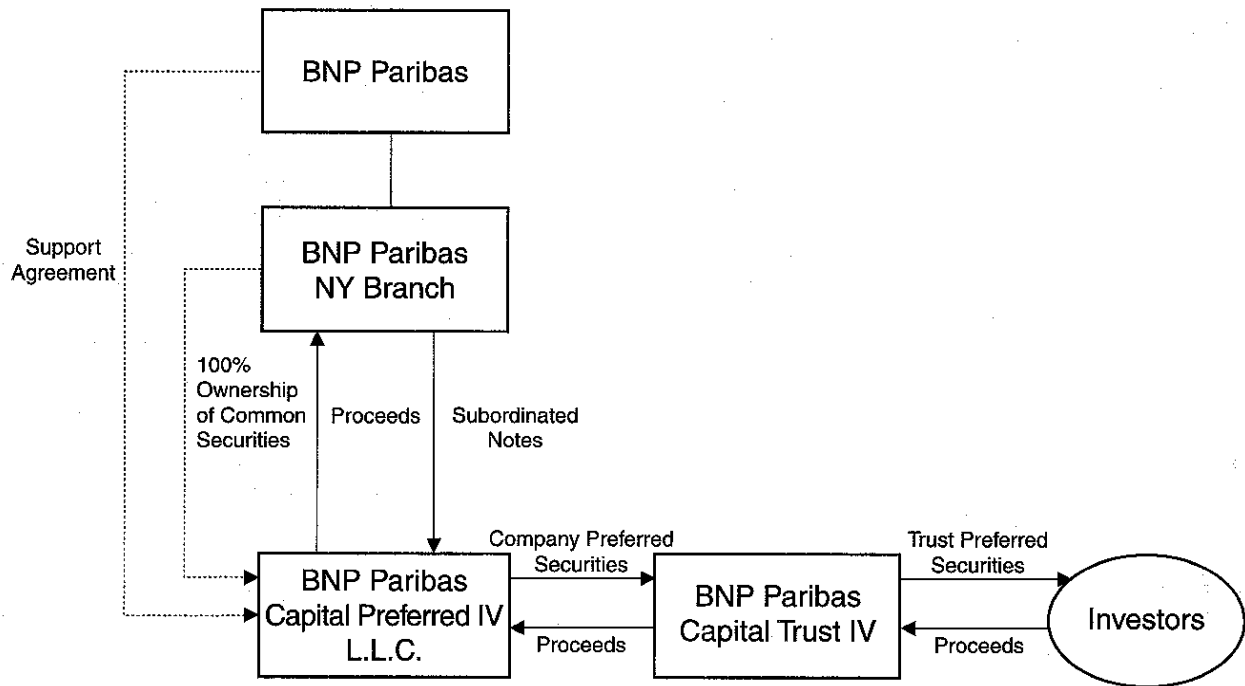 BNP Paribas
BNP Paribas
NY Branch
Support
Agreement
100%
Ownership
of Common
Securities
Proceeds
Subordinated
Notes
Company Preferred
Securities
Trust Preferred
Securities
BNP Paribas
Capital Preferred IV
L.L.C.
BNP Paribas
Capital Trust IV
Investors
Proceeds
Proceeds